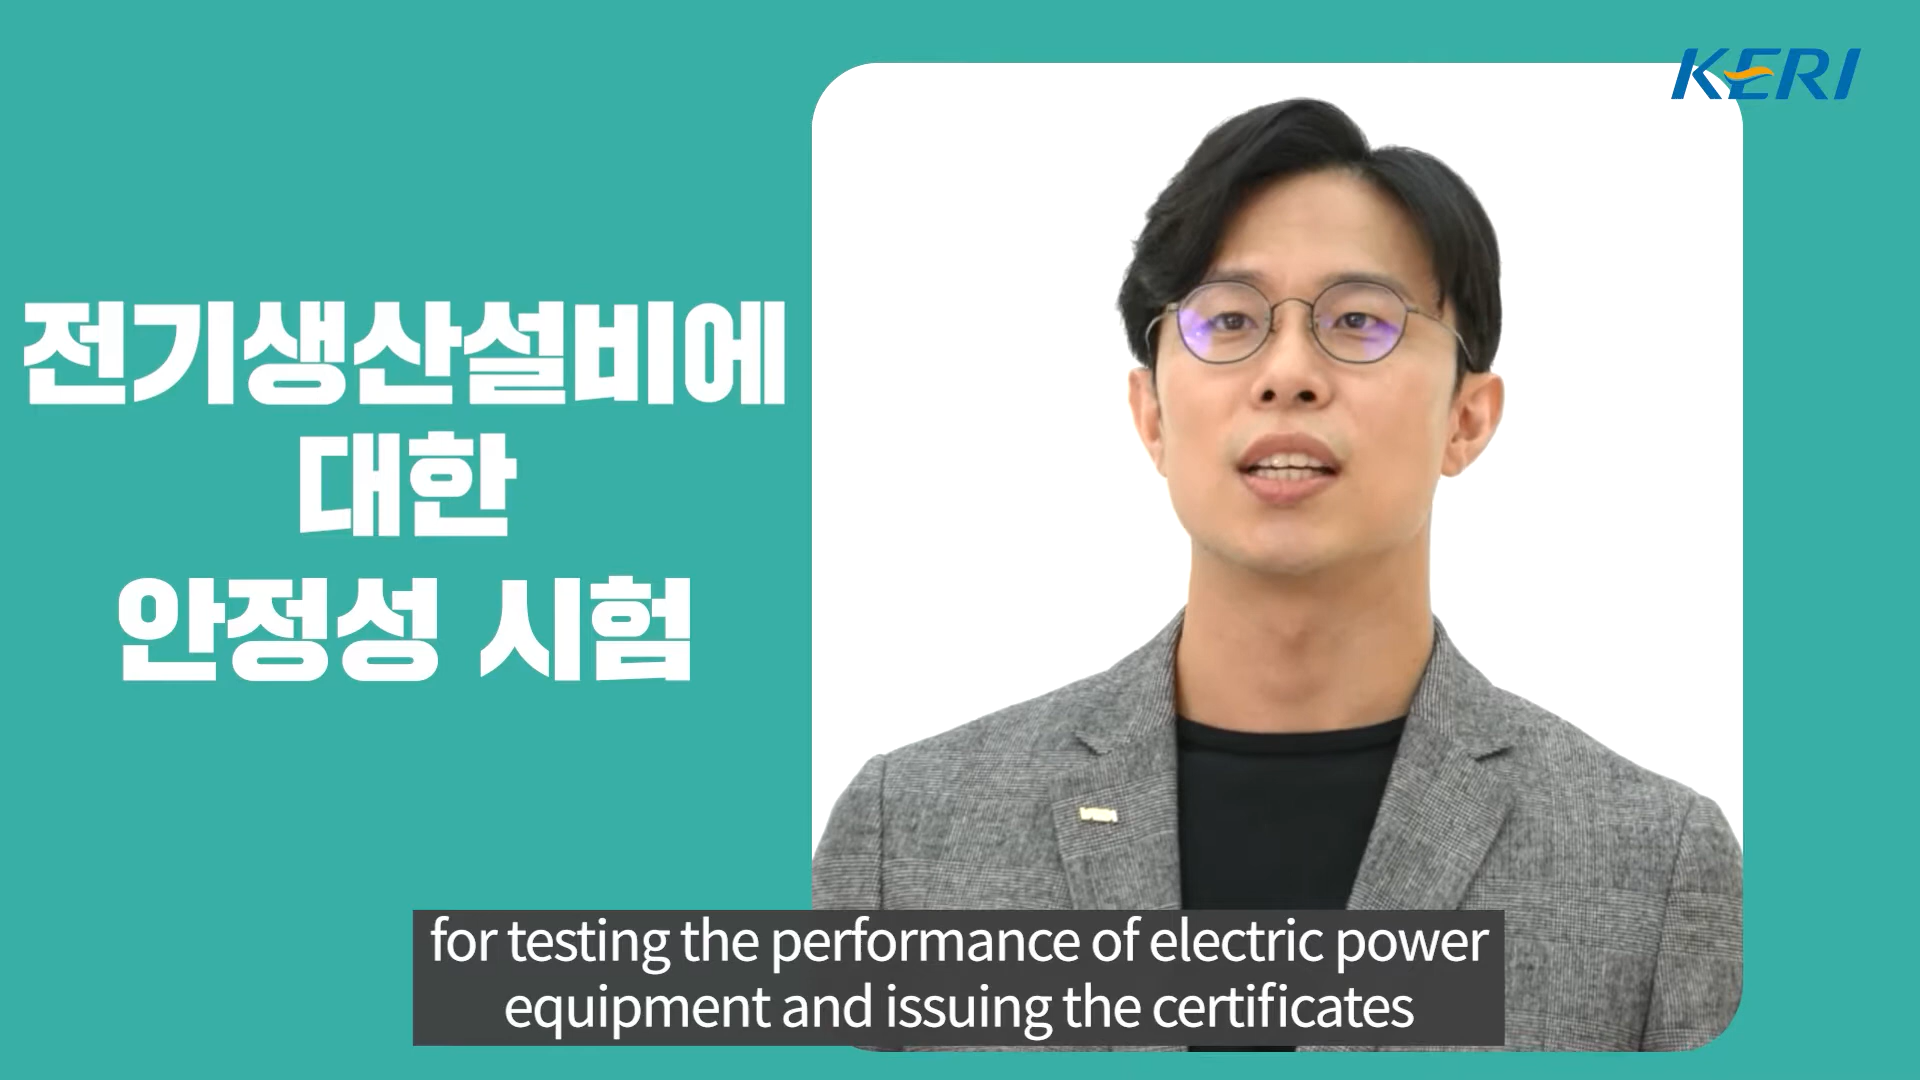 KERI
전기생산설비에
대한
안정성 시험
for testing the performance of electric power
equipment and issuing the certificates